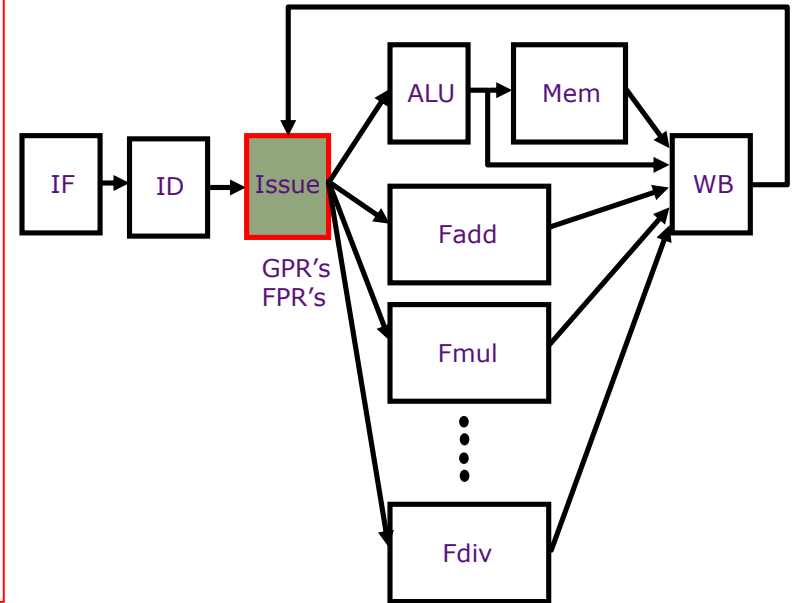 ALU
Mem
IF
ID
Issue
WB
GPR's
FPR's
Fadd
Fmul
Fdiv